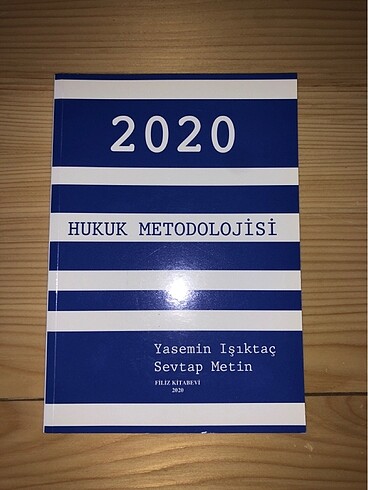 2020
HUKUK METODOLOJİSİ
Yasemin Işıktaç
Sevtap Metin
FİLİZ KİTABEVİ
2020